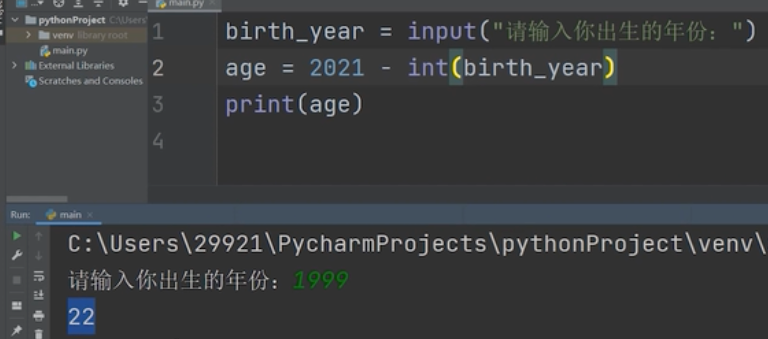 main.py
pythonProject C:\Users\
venv library root
main.py
External Libraries
Scratches and Consoles
1 birth_year = input("请输入你出生的年份：")
2 age = 2021 - int(birth_year)
3 print(age)
4
Run: main
C:\Users\29921\PycharmProjects\pythonProject\venv\
请输入你出生的年份：1999
22